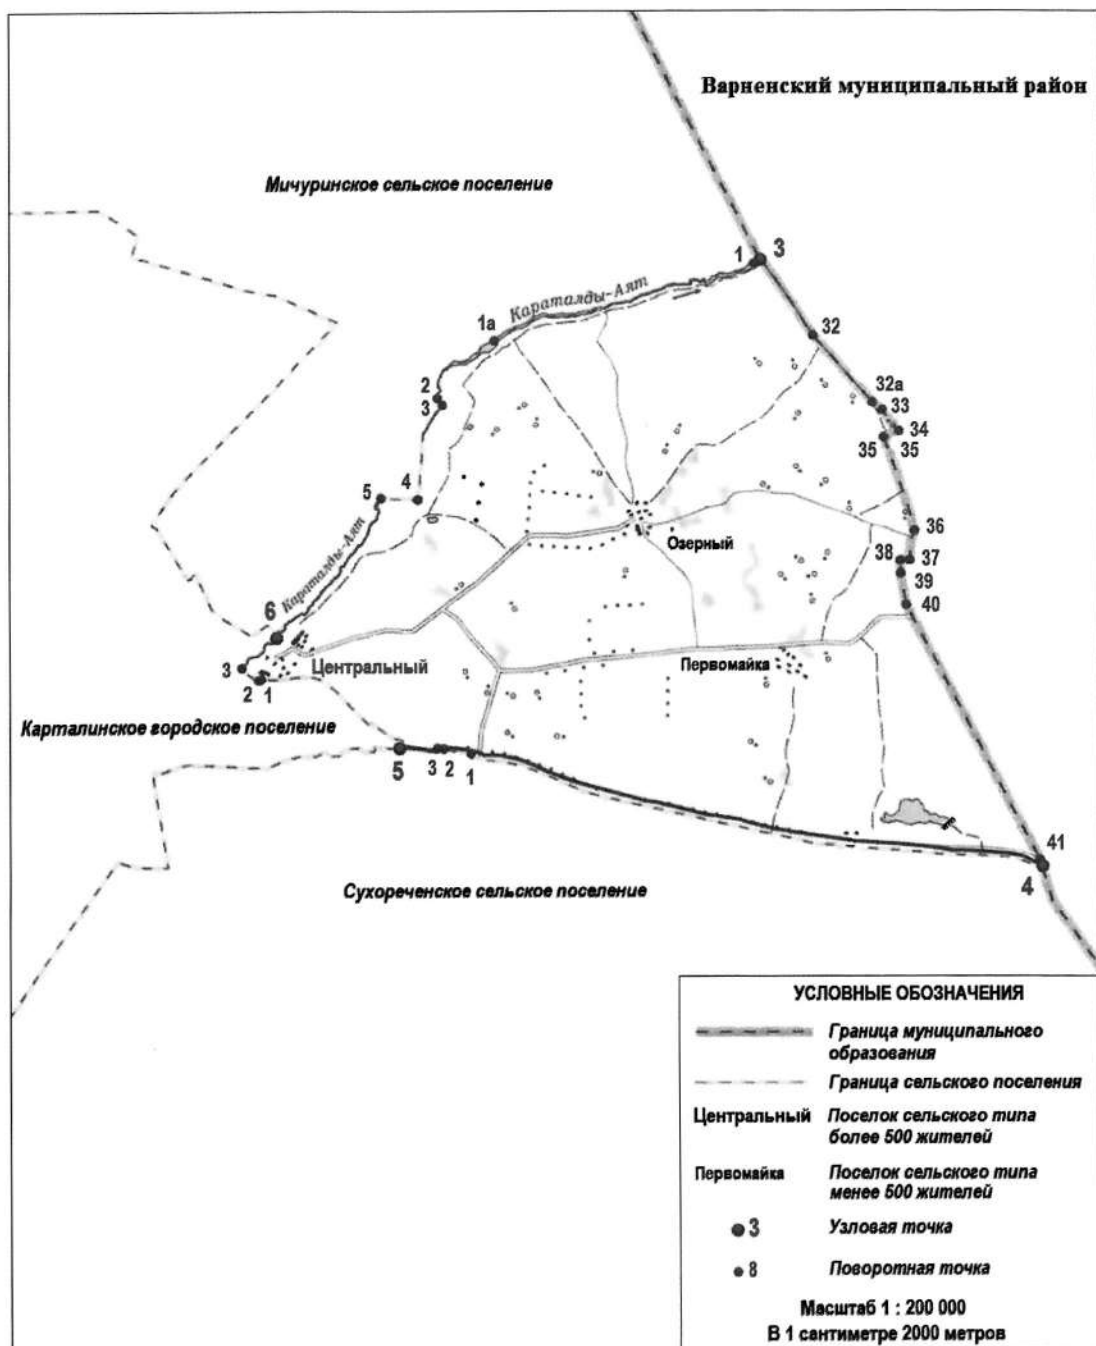 Варненский муниципальный район
Мичуринское сельское поселение
1 3
Караталды-Аят
1а
32
2
3
32а
33
34
35
35
5 4
36
Озерный
38 37
39
Караталды-Аят
40
6
3
Центральный
Первомайка
2 1
Карталинское городское поселение
5 3 2 1
41
4
Сухореченское сельское поселение
УСЛОВНЫЕ ОБОЗНАЧЕНИЯ
Граница муниципального
образования
Граница сельского поселения
Центральный Поселок сельского типа
более 500 жителей
Первомайка Поселок сельского типа
менее 500 жителей
3 Узловая точка
8 Поворотная точка
Масштаб 1 : 200 000
В 1 сантиметре 2000 метров